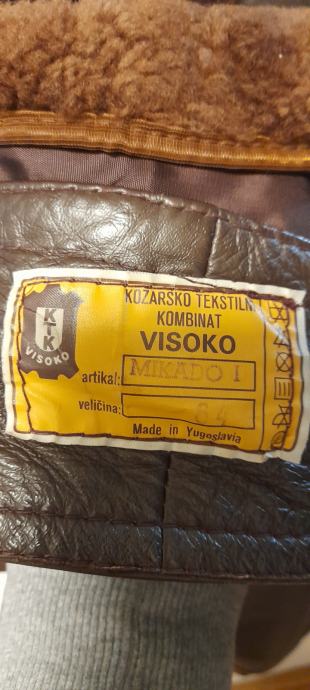 KTK
VISOKO
KOŽARSKO TEKSTILNI
KOMBINAT
VISOKO
artikal: MIKADO I
veličina:
Made in Yugoslavia